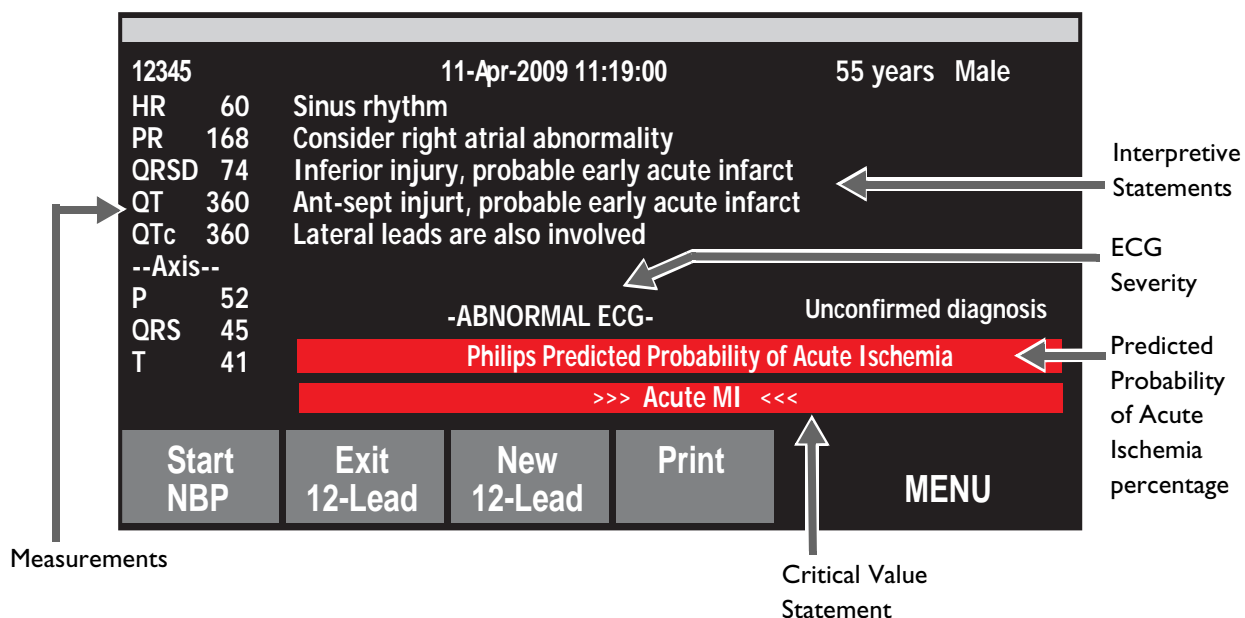 12345 11-Apr-2009 11:19:00 55 years Male
HR 60 Sinus rhythm
PR 168 Consider right atrial abnormality
QRSD 74 Inferior injury, probable early acute infarct
QT 360 Ant-sept injurt, probable early acute infarct
QTc 360 Lateral leads are also involved
--Axis--
P 52
QRS 45
T 41
-ABNORMAL ECG- Unconfirmed diagnosis
Philips Predicted Probability of Acute Ischemia
>>> Acute MI <<<
Start
NBP
Exit
12-Lead
New
12-Lead
Print
MENU
Interpretive
Statements
ECG
Severity
Predicted
Probability
of Acute
Ischemia
percentage
Measurements
Critical Value
Statement